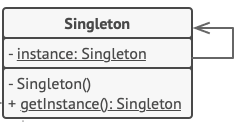 Singleton
- instance: Singleton
- Singleton()
+ getInstance(): Singleton